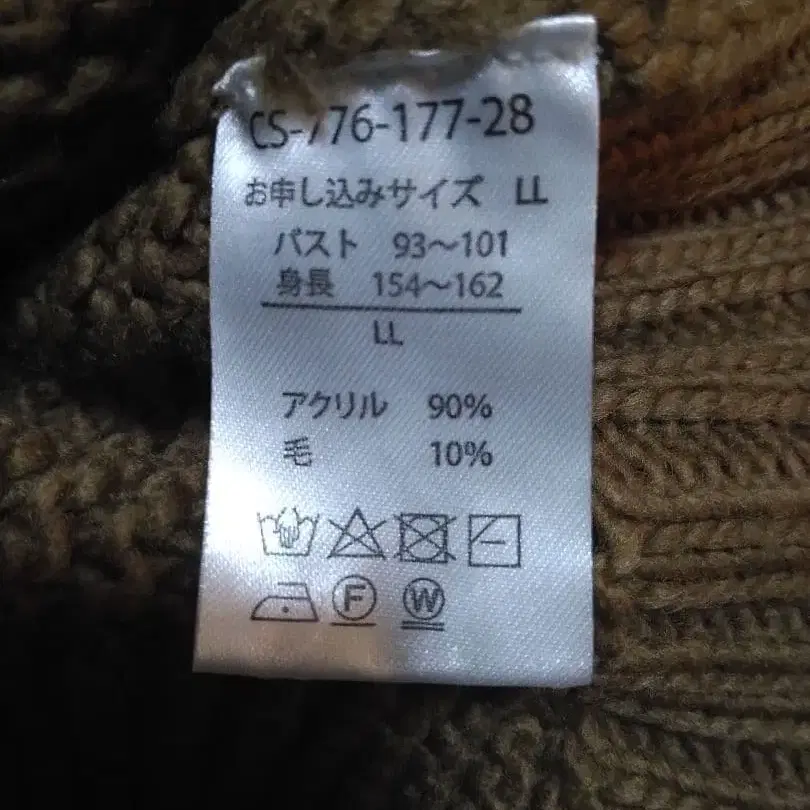 CS-776-177-28
お申し込みサイズ LL
バスト 93～101
身長 154～162
LL
アクリル 90%
毛 10%
F W